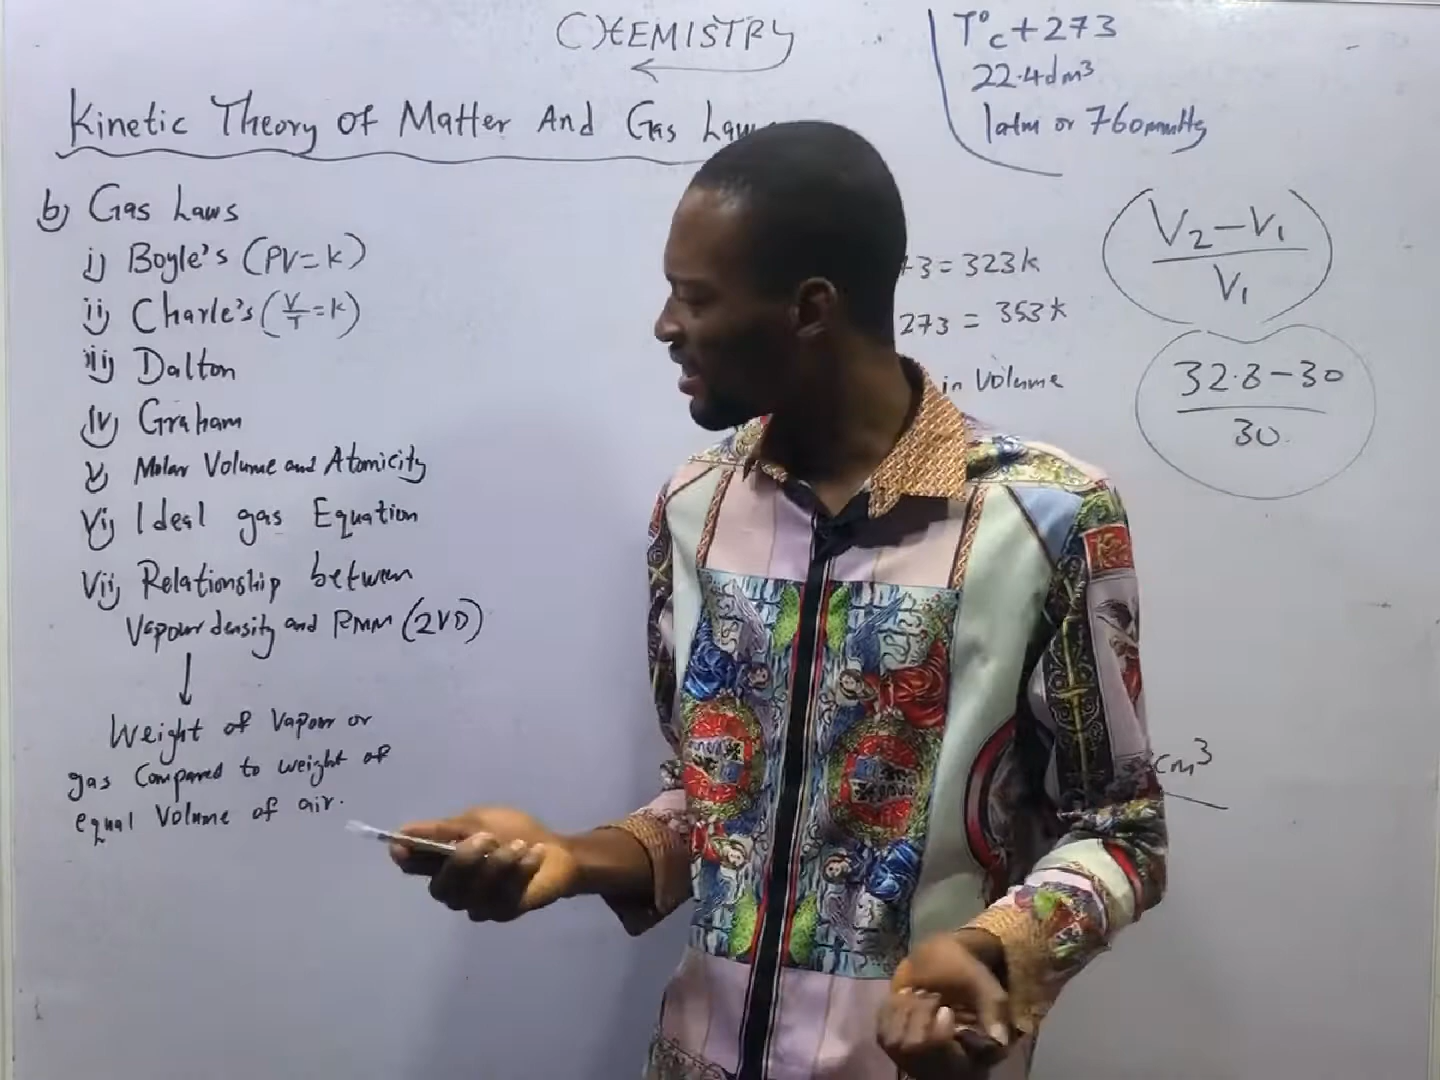 CHEMISTRY
T°c+273
22.4dm³
1atm or 760mmHg
Kinetic Theory Of Matter And Gas Law
b) Gas Laws
i) Boyle's (PV=k)
ii) Charle's (V/T=k)
iii) Dalton
iv) Graham
v) Molar Volume and Atomicity
vi) Ideal gas Equation
vii) Relationship between
Vapour density and RMM (2VD)
↓
Weight of Vapour or
gas Compared to weight of
equal Volume of air.
+3=323k
273 = 353k
in Volume
cm³
V₂-V₁
V₁
32.8-30
30